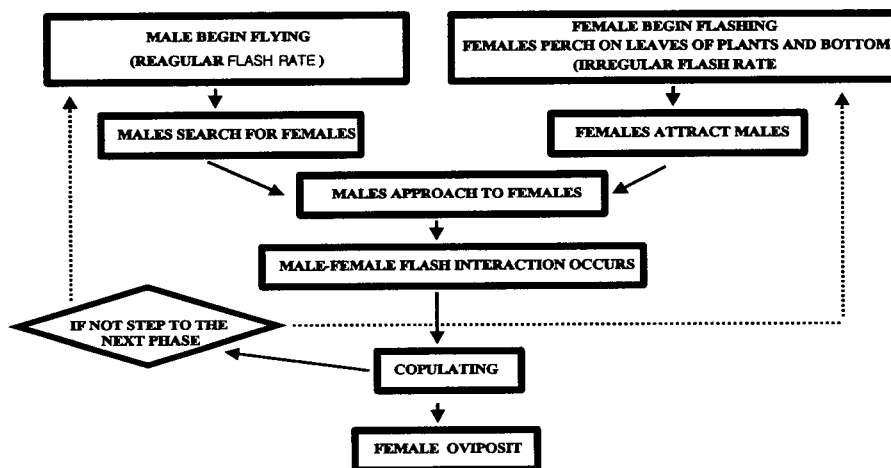 MALE BEGIN FLYING
(REAGULAR FLASH RATE)
FEMALE BEGIN FLASHING
FEMALES PERCH ON LEAVES OF PLANTS AND BOTTOM
(IRREGULAR FLASH RATE
MALES SEARCH FOR FEMALES
FEMALES ATTRACT MALES
MALES APPROACH TO FEMALES
MALE-FEMALE FLASH INTERACTION OCCURS
IF NOT STEP TO THE
NEXT PHASE
COPULATING
FEMALE OVIPOSIT